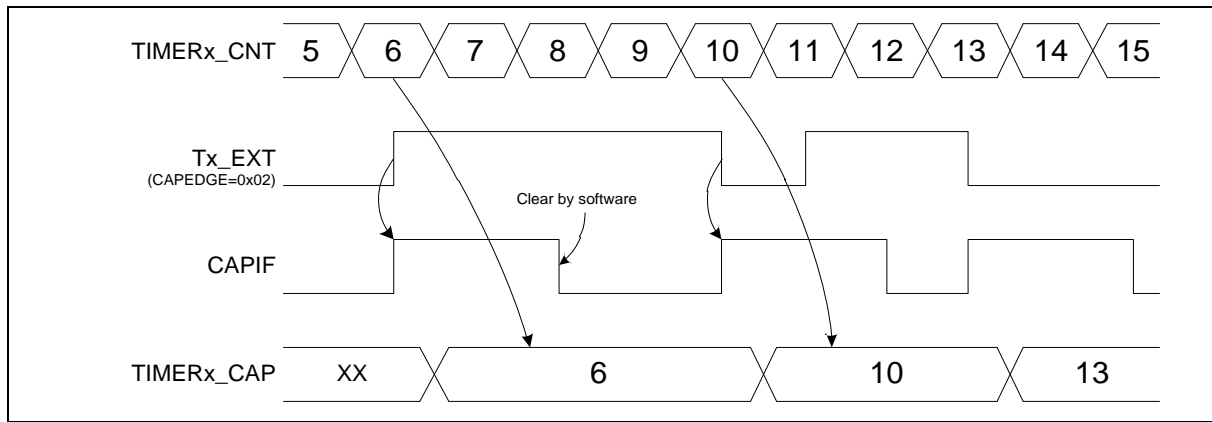 TIMERx_CNT 5 6 7 8 9 10 11 12 13 14 15
Tx_EXT
(CAPEDGE=0x02)
Clear by software
CAPIF
TIMERx_CAP XX 6 10 13